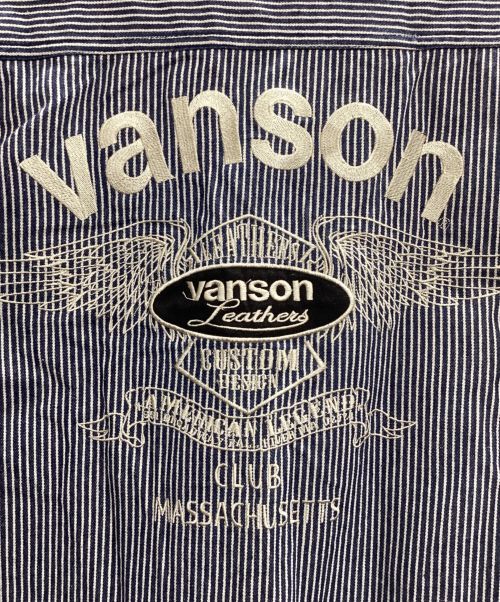 vanson
LEATHERS
vanson
Leathers
CUSTOM
DESIGN
AMERICAN LEGEND
CLUB
MASSACHUSETTS